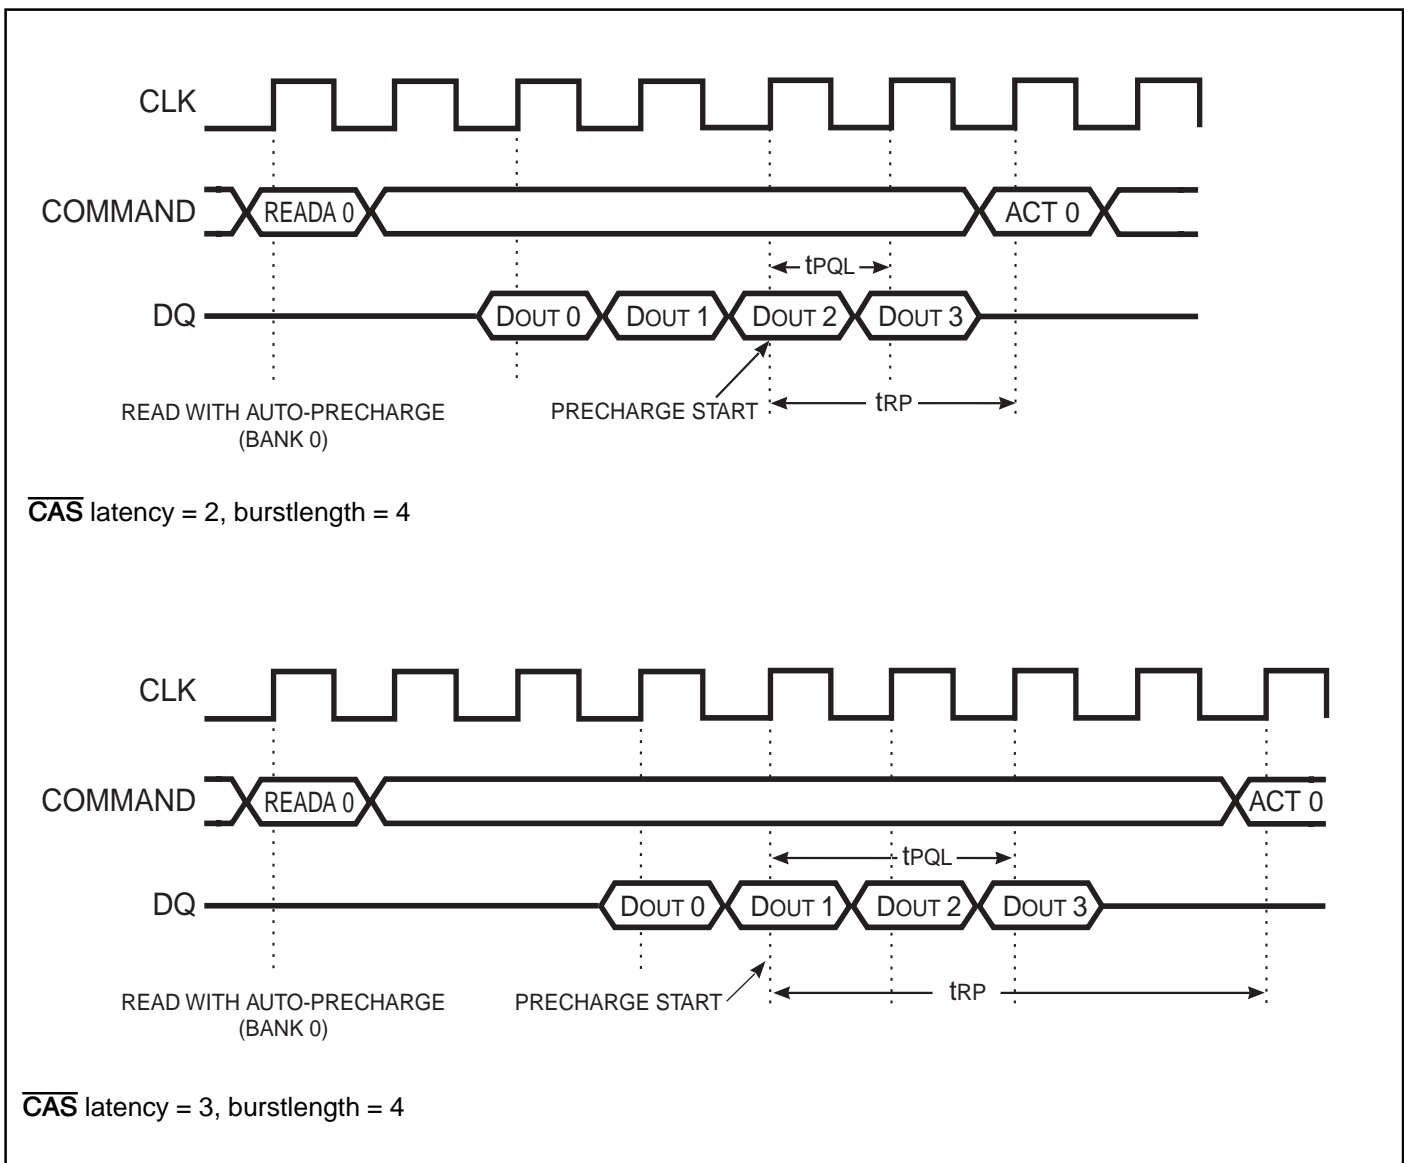 CLK
COMMAND READA 0 ACT 0
tPQL
DQ DOUT 0 DOUT 1 DOUT 2 DOUT 3
READ WITH AUTO-PRECHARGE
(BANK 0)
PRECHARGE START tRP
CAS latency = 2, burstlength = 4
CLK
COMMAND READA 0 ACT 0
tPQL
DQ DOUT 0 DOUT 1 DOUT 2 DOUT 3
READ WITH AUTO-PRECHARGE
(BANK 0)
PRECHARGE START tRP
CAS latency = 3, burstlength = 4